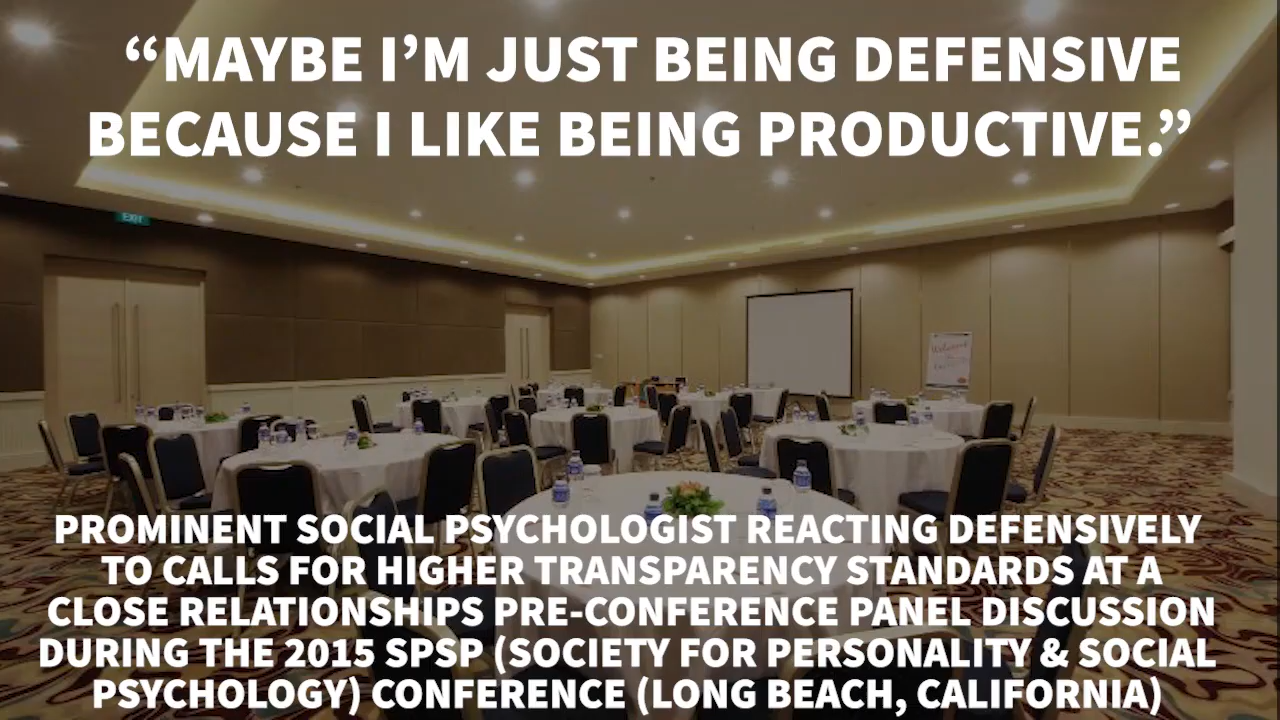 “MAYBE I’M JUST BEING DEFENSIVE
BECAUSE I LIKE BEING PRODUCTIVE.”
EXIT
Welcome
PROMINENT SOCIAL PSYCHOLOGIST REACTING DEFENSIVELY
TO CALLS FOR HIGHER TRANSPARENCY STANDARDS AT A
CLOSE RELATIONSHIPS PRE-CONFERENCE PANEL DISCUSSION
DURING THE 2015 SPSP (SOCIETY FOR PERSONALITY & SOCIAL
PSYCHOLOGY) CONFERENCE (LONG BEACH, CALIFORNIA)